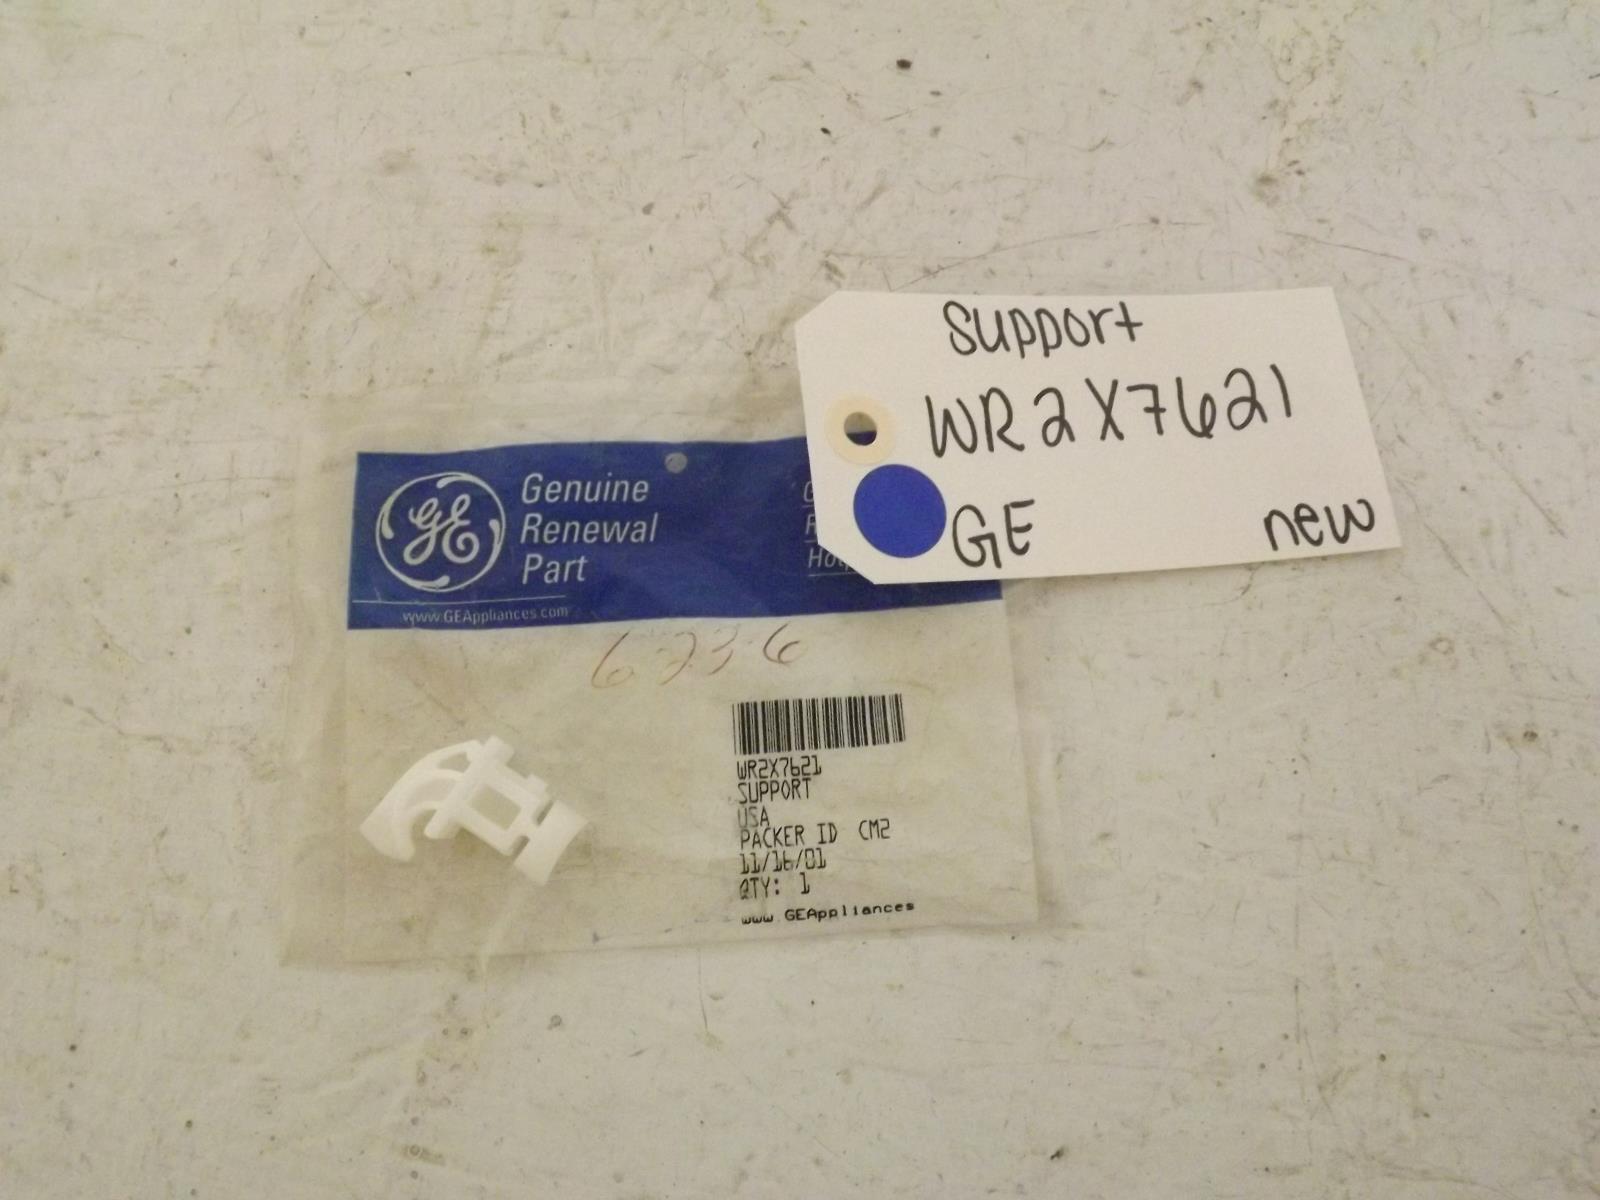 Support
WR2X7621
GE
new
GE
Genuine
Renewal
Part
www.GEAppliances.com
6-23-6
WR2X7621
SUPPORT
USA
PACKER ID CM2
11/16/01
QTY: 1
www.GEAppliances